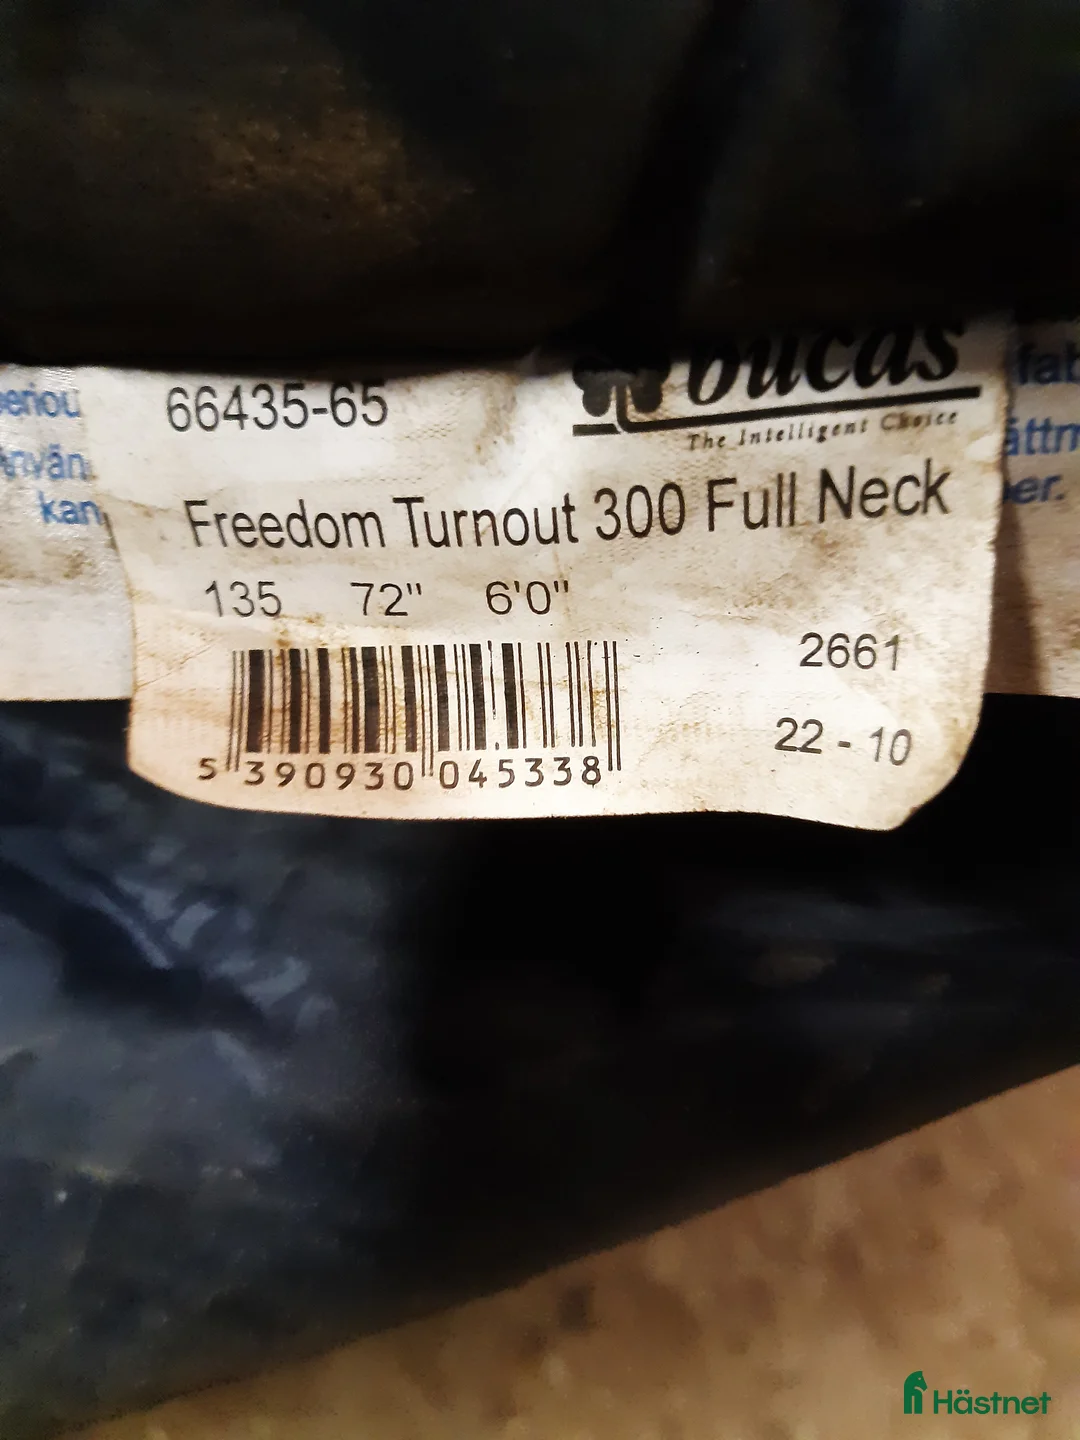 66435-65
bucas
The Intelligent Choice
Freedom Turnout 300 Full Neck
135 72" 6'0"
2661
22 - 10
5 390930 045338
kan
Hästnet